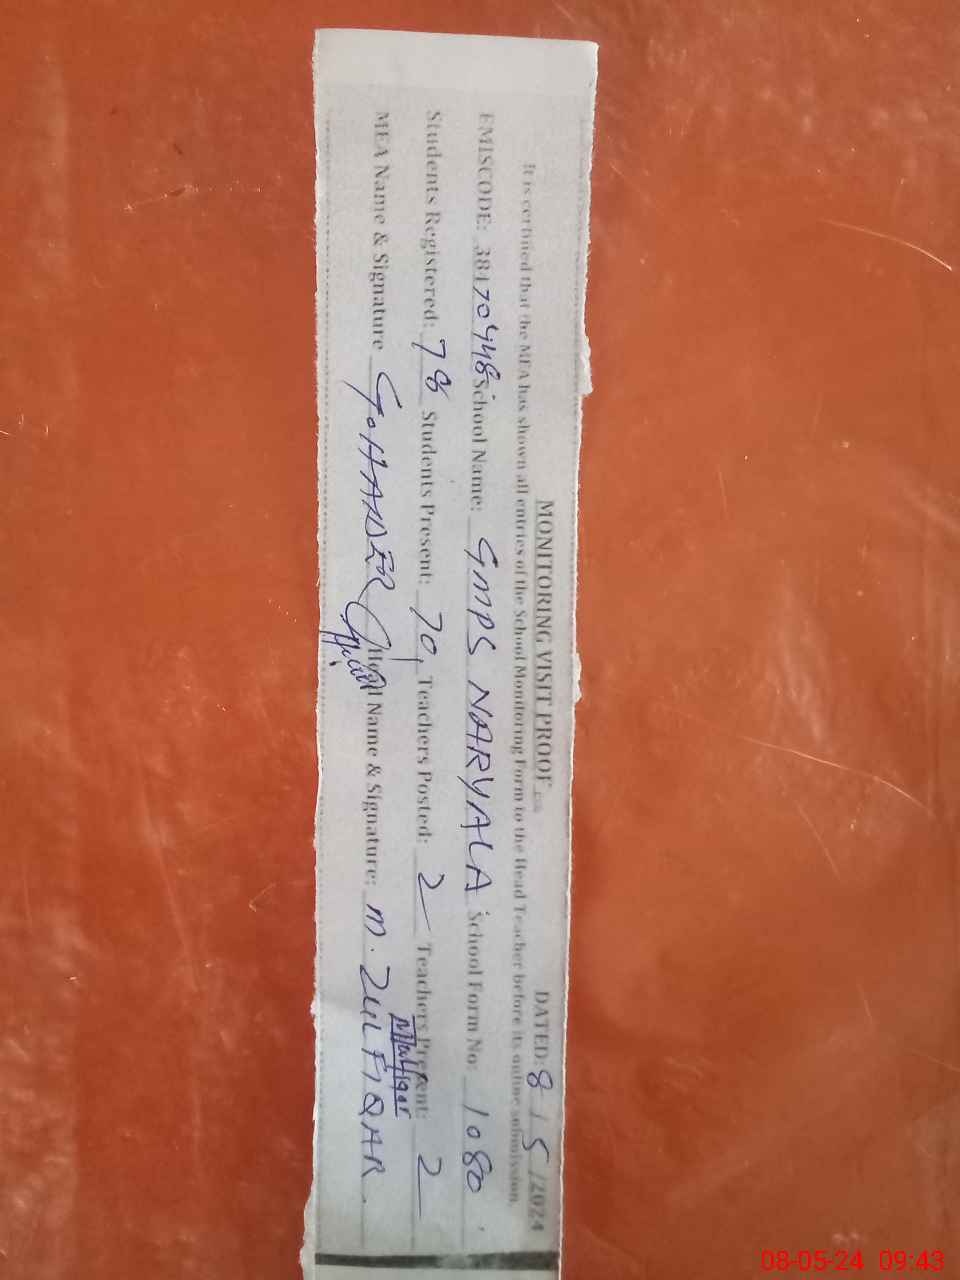 MONITORING VISIT PROOF DATED: 8/5/2024
It is certified that the MEA has shown all entries of the School Monitoring Form to the Head Teacher before its online submission.
EMISCODE: 38170448 School Name: GMPS NARYALA School Form No: 1080
Students Registered: 78 Students Present: 70, Teachers Posted: 2 Teachers Present: 2
MEA Name & Signature G. HAIDER Name & Signature: M. ZULFIQAR
08-05-24 09:43